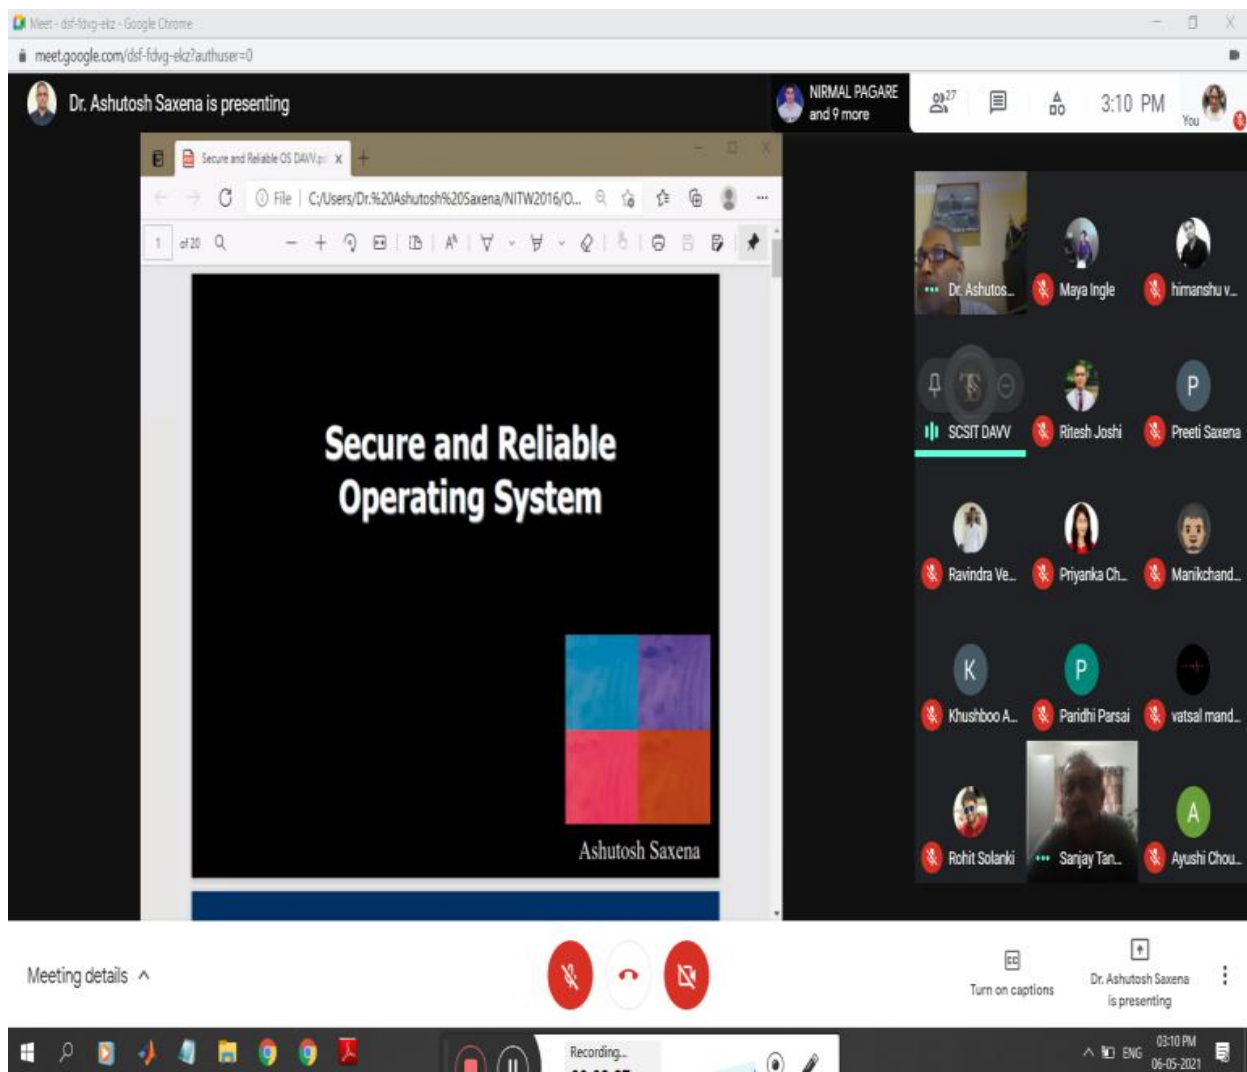 Meet - dsf-fdvg-ekz - Google Chrome
meet.google.com/dsf-fdvg-ekz?authuser=0
Dr. Ashutosh Saxena is presenting
NIRMAL PAGARE
and 9 more
27
3:10 PM
You
Secure and Reliable OS DAVV.p
File
C:/Users/Dr.%20Ashutosh%20Saxena/NITW2016/O...
1 of 20
Secure and Reliable
Operating System
Ashutosh Saxena
Dr. Ashutos...
Maya Ingle
himanshu v...
SCSIT DAVV
Ritesh Joshi
P
Preeti Saxena
Ravindra Ve...
Priyanka Ch...
Manikchand...
K
Khushboo A...
P
Paridhi Parsai
vatsal mand...
Rohit Solanki
Sanjay Tan...
A
Ayushi Chou...
Meeting details
Turn on captions
Dr. Ashutosh Saxena
is presenting
Recording...
ENG
03:10 PM
06-05-2021